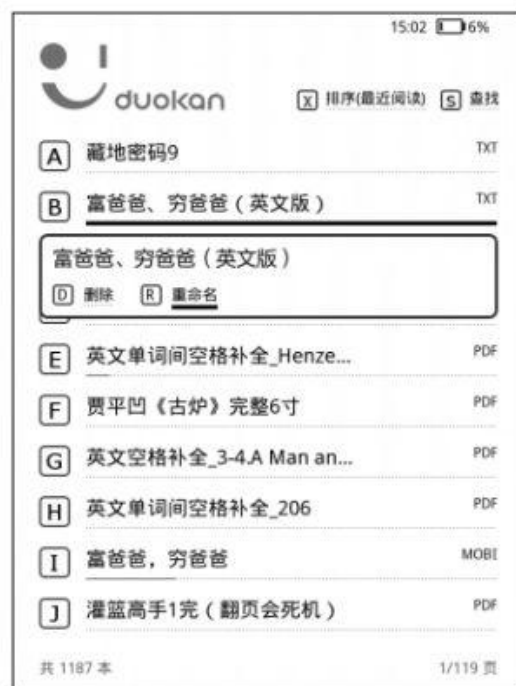 15:02 6%
duokan
X 排序(最近阅读) S 查找
A 藏地密码9 TXT
B 富爸爸、穷爸爸（英文版） TXT
富爸爸、穷爸爸（英文版）
D 删除 R 重命名
E 英文单词间空格补全_Henze... PDF
F 贾平凹《古炉》完整6寸 PDF
G 英文空格补全_3-4.A Man an... PDF
H 英文单词间空格补全_206 PDF
I 富爸爸，穷爸爸 MOBI
J 灌篮高手1完（翻页会死机） PDF
共 1187 本 1/119 页